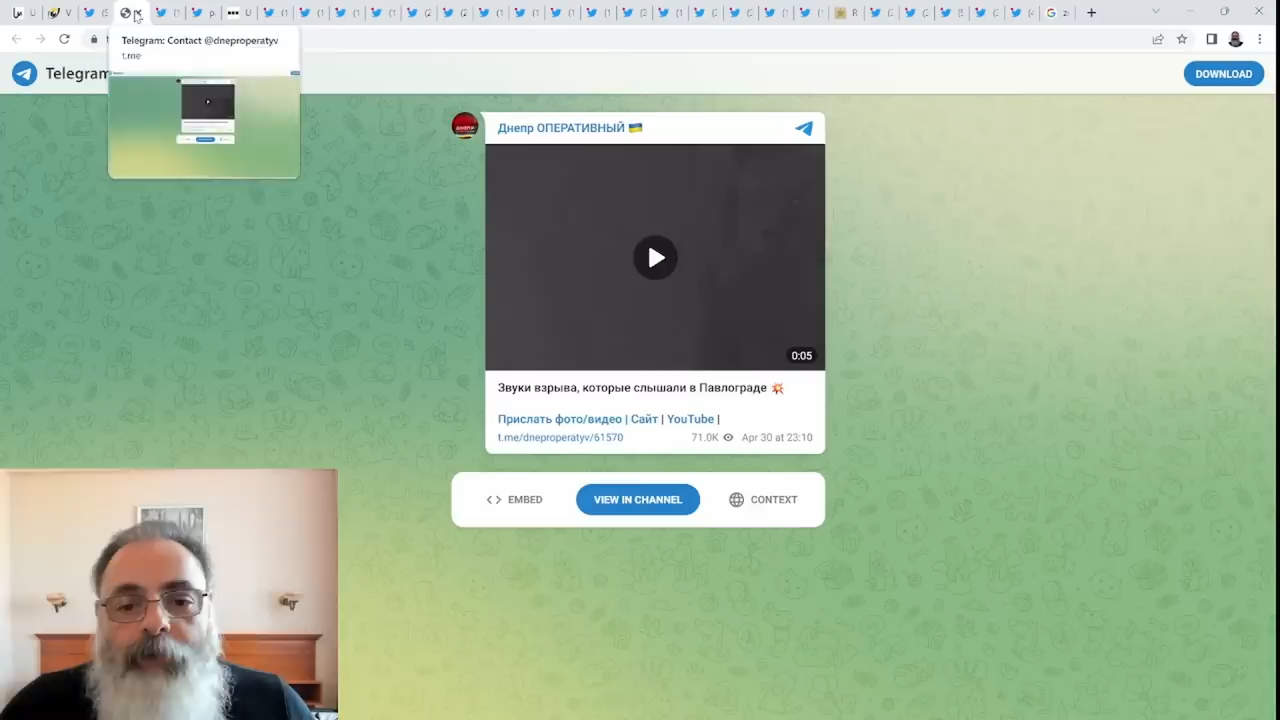 Telegram: Contact @dneproperatyv
t.me
Telegram
DOWNLOAD
Днепр ОПЕРАТИВНЫЙ 🇺🇦
0:05
Звуки взрыва, которые слышали в Павлограде 💥
Прислать фото/видео | Сайт | YouTube |
t.me/dneproperatyv/61570 71.0K Apr 30 at 23:10
EMBED VIEW IN CHANNEL CONTEXT